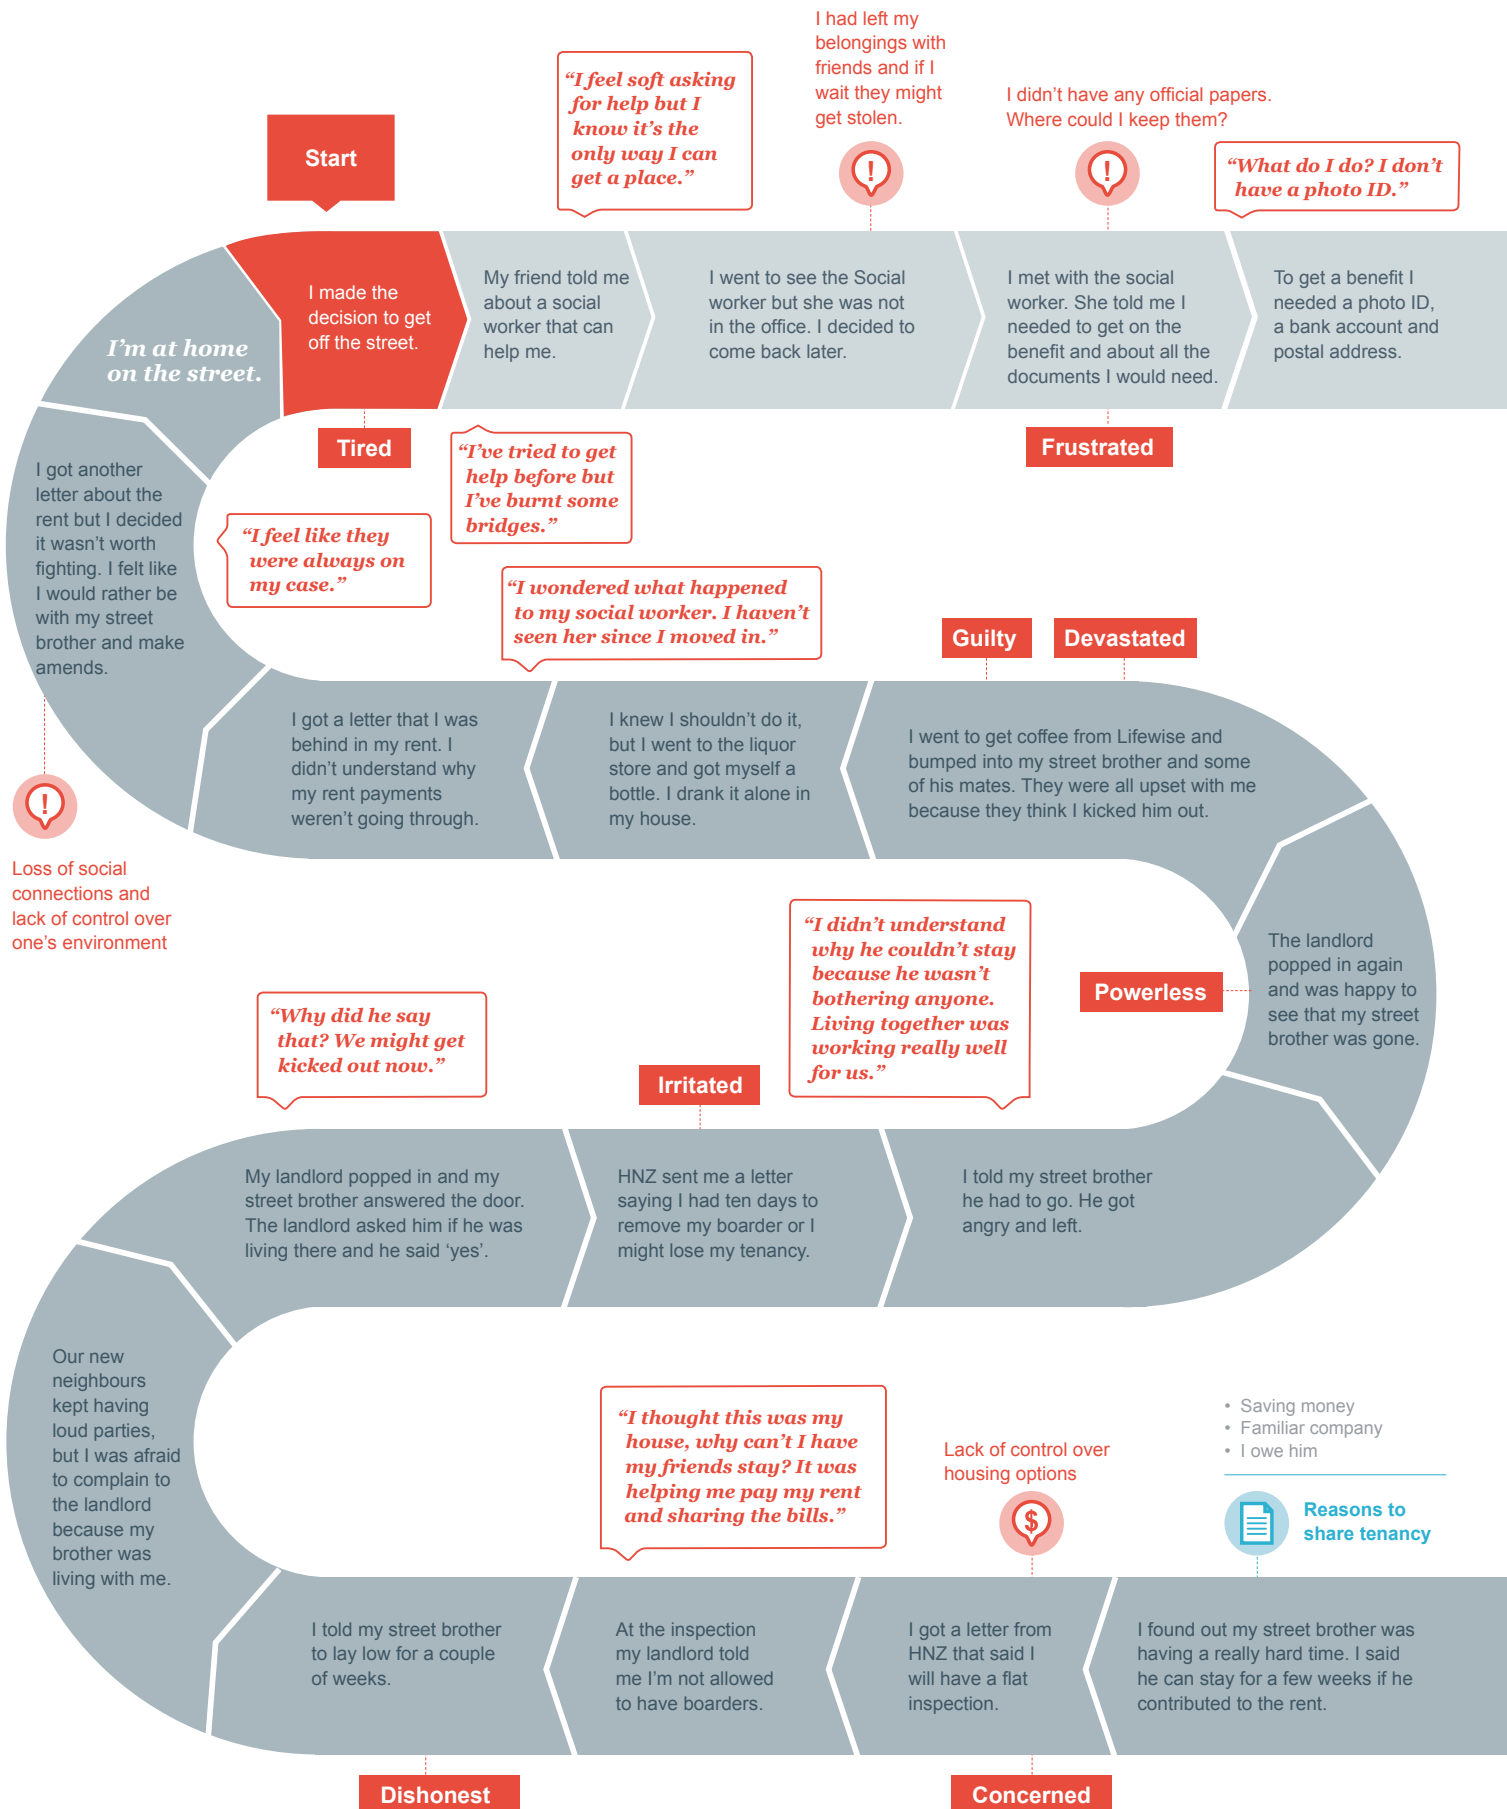 I had left my
belongings with
friends and if I
wait they might
get stolen.
I didn't have any official papers.
Where could I keep them?
“I feel soft asking
for help but I
know it's the
only way I can
get a place.”
“What do I do? I don't
have a photo ID.”
Start
!
!
I'm at home
on the street.
I made the
decision to get
off the street.
My friend told me
about a social
worker that can
help me.
I went to see the Social
worker but she was not
in the office. I decided to
come back later.
I met with the social
worker. She told me I
needed to get on the
benefit and about all the
documents I would need.
To get a benefit I
needed a photo ID,
a bank account and
postal address.
Tired
“I've tried to get
help before but
I've burnt some
bridges.”
Frustrated
I got another
letter about the
rent but I decided
it wasn't worth
fighting. I felt like
I would rather be
with my street
brother and make
amends.
“I feel like they
were always on
my case.”
“I wondered what happened
to my social worker. I haven't
seen her since I moved in.”
Guilty
Devastated
I got a letter that I was
behind in my rent. I
didn't understand why
my rent payments
weren't going through.
I knew I shouldn't do it,
but I went to the liquor
store and got myself a
bottle. I drank it alone in
my house.
I went to get coffee from Lifewise and
bumped into my street brother and some
of his mates. They were all upset with me
because they think I kicked him out.
!
Loss of social
connections and
lack of control over
one's environment
The landlord
popped in again
and was happy to
see that my street
brother was gone.
Powerless
“I didn't understand
why he couldn't stay
because he wasn't
bothering anyone.
Living together was
working really well
for us.”
“Why did he say
that? We might get
kicked out now.”
Irritated
My landlord popped in and my
street brother answered the door.
The landlord asked him if he was
living there and he said ‘yes’.
HNZ sent me a letter
saying I had ten days to
remove my boarder or I
might lose my tenancy.
I told my street brother
he had to go. He got
angry and left.
Our new
neighbours
kept having
loud parties,
but I was afraid
to complain to
the landlord
because my
brother was
living with me.
“I thought this was my
house, why can't I have
my friends stay? It was
helping me pay my rent
and sharing the bills.”
Lack of control over
housing options
$
• Saving money
• Familiar company
• I owe him
Reasons to
share tenancy
I told my street brother
to lay low for a couple
of weeks.
At the inspection
my landlord told
me I'm not allowed
to have boarders.
I got a letter from
HNZ that said I
will have a flat
inspection.
I found out my street brother was
having a really hard time. I said
he can stay for a few weeks if he
contributed to the rent.
Dishonest
Concerned